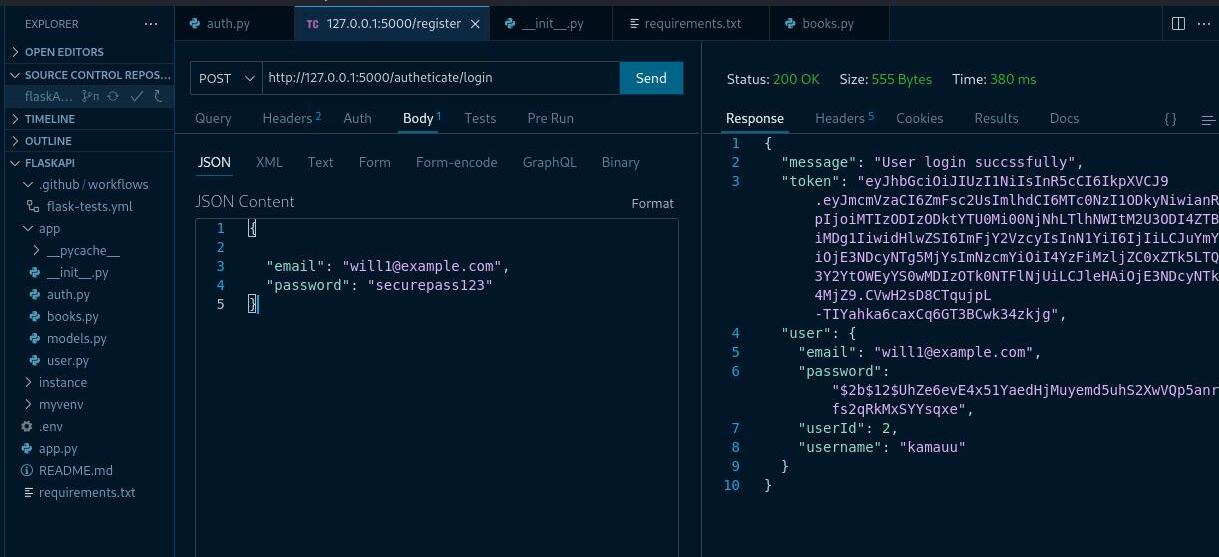 EXPLORER ...
OPEN EDITORS
SOURCE CONTROL REPOS...
flaskA...
TIMELINE
OUTLINE
FLASKAPI
.github/workflows
flask-tests.yml
app
__pycache__
__init__.py
auth.py
books.py
models.py
user.py
instance
myvenv
.env
app.py
README.md
requirements.txt
auth.py
TC 127.0.0.1:5000/register
__init__.py
requirements.txt
books.py
POST http://127.0.0.1:5000/autheticate/login Send
Query Headers 2 Auth Body 1 Tests Pre Run
JSON XML Text Form Form-encode GraphQL Binary
JSON Content Format
1 {
2
3 "email": "will1@example.com",
4 "password": "securepass123"
5 }
Status: 200 OK Size: 555 Bytes Time: 380 ms
Response Headers 5 Cookies Results Docs {}
1 {
2 "message": "User login succssfully",
3 "token": "eyJhbGciOiJIUzI1NiIsInR5cCI6IkpXVCJ9
.eyJmcmVzaCI6ZmFsc2UsImlhdCI6MTc0NzI1ODkyNiwianR
pIjoiMTIzODIzODktYTU0Mi00NjNhLTlhNWItM2U3ODI4ZTB
iMDg1IiwidHlwZSI6ImFjY2VzcyIsInN1YiI6IjIiLCJuYmY
iOjE3NDcyNTg5MjYsImNzcmYiOiI4YzFiMzljZC0xZTk5LTQ
3Y2YtOWEyYS0wMDIzOTk0NTFlNjUiLCJleHAiOjE3NDcyNTk
4MjZ9.CVwH2sD8CTqujpL
-TIYahka6caxCq6GT3BCwk34zkjg",
4 "user": {
5 "email": "will1@example.com",
6 "password":
"$2b$12$UhZe6evE4x51YaedHjMuyemd5uhS2XwVQp5anr
fs2qRkMxSYYsqxe",
7 "userId": 2,
8 "username": "kamauu"
9 }
10 }